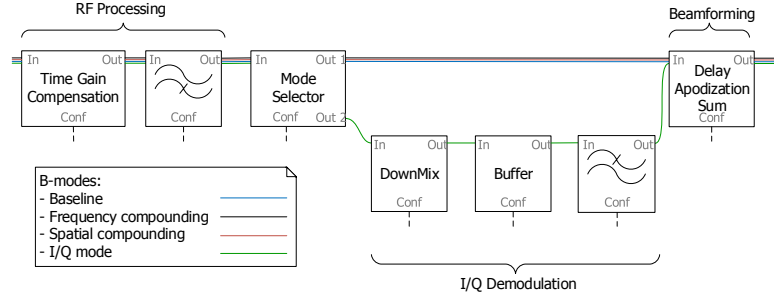 RF Processing
Beamforming
In Out
In Out
In Out 1
In Out
Time Gain
Compensation
Mode
Selector
Delay
Apodization
Sum
Conf
Conf
Conf Out 2
Conf
In Out
In Out
In Out
DownMix
Buffer
Conf
Conf
Conf
B-modes:
- Baseline
- Frequency compounding
- Spatial compounding
- I/Q mode
I/Q Demodulation